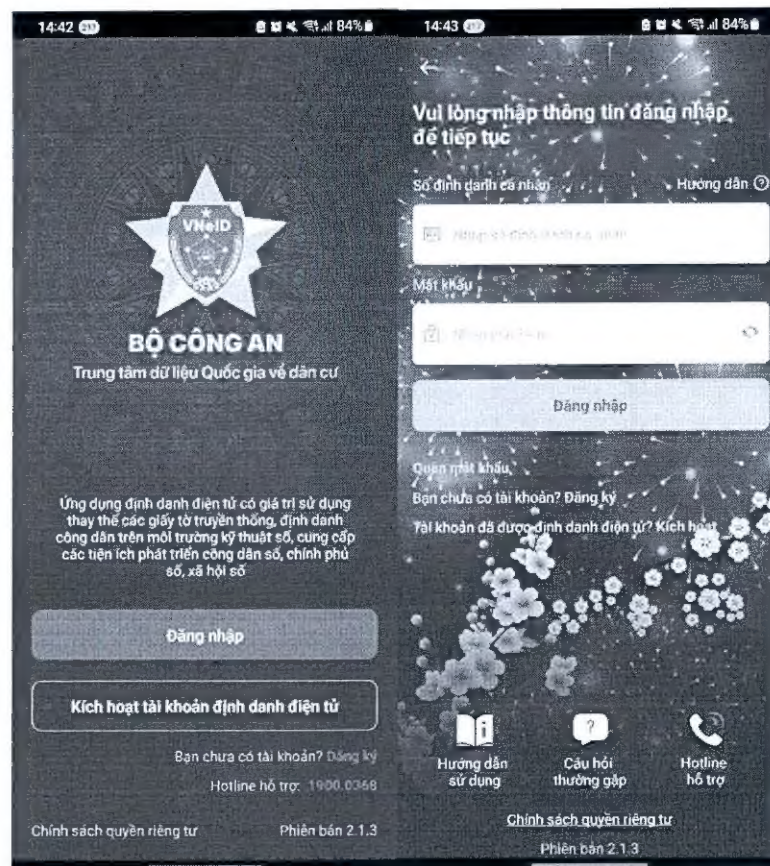 14:42
84%
VNeID
BỘ CÔNG AN
Trung tâm dữ liệu Quốc gia về dân cư
Ứng dụng định danh điện tử có giá trị sử dụng
thay thế các giấy tờ truyền thống, định danh
công dân trên môi trường kỹ thuật số, cung cấp
các tiện ích phát triển công dân số, chính phủ
số, xã hội số
Đăng nhập
Kích hoạt tài khoản định danh điện tử
Bạn chưa có tài khoản? Đăng ký
Hotline hỗ trợ: 1900.0368
Chính sách quyền riêng tư
Phiên bản 2.1.3
14:43
84%
Vui lòng nhập thông tin đăng nhập
để tiếp tục
Số định danh cá nhân
Hướng dẫn
Mật khẩu
Đăng nhập
Quên mật khẩu
Bạn chưa có tài khoản? Đăng ký
Tài khoản đã được định danh điện tử? Kích hoạt
Hướng dẫn
sử dụng
Câu hỏi
thường gặp
Hotline
hỗ trợ
Chính sách quyền riêng tư
Phiên bản 2.1.3